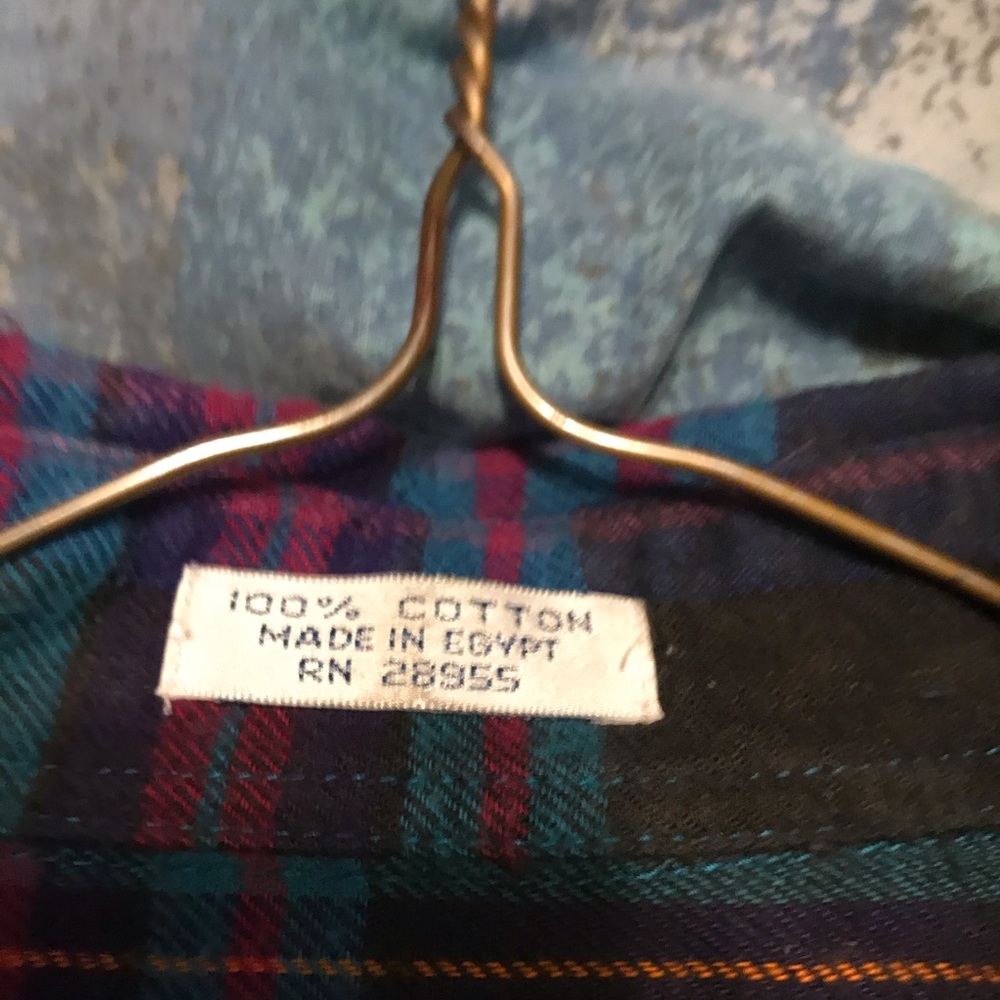 100% COTTON
MADE IN EGYPT
RN 28955